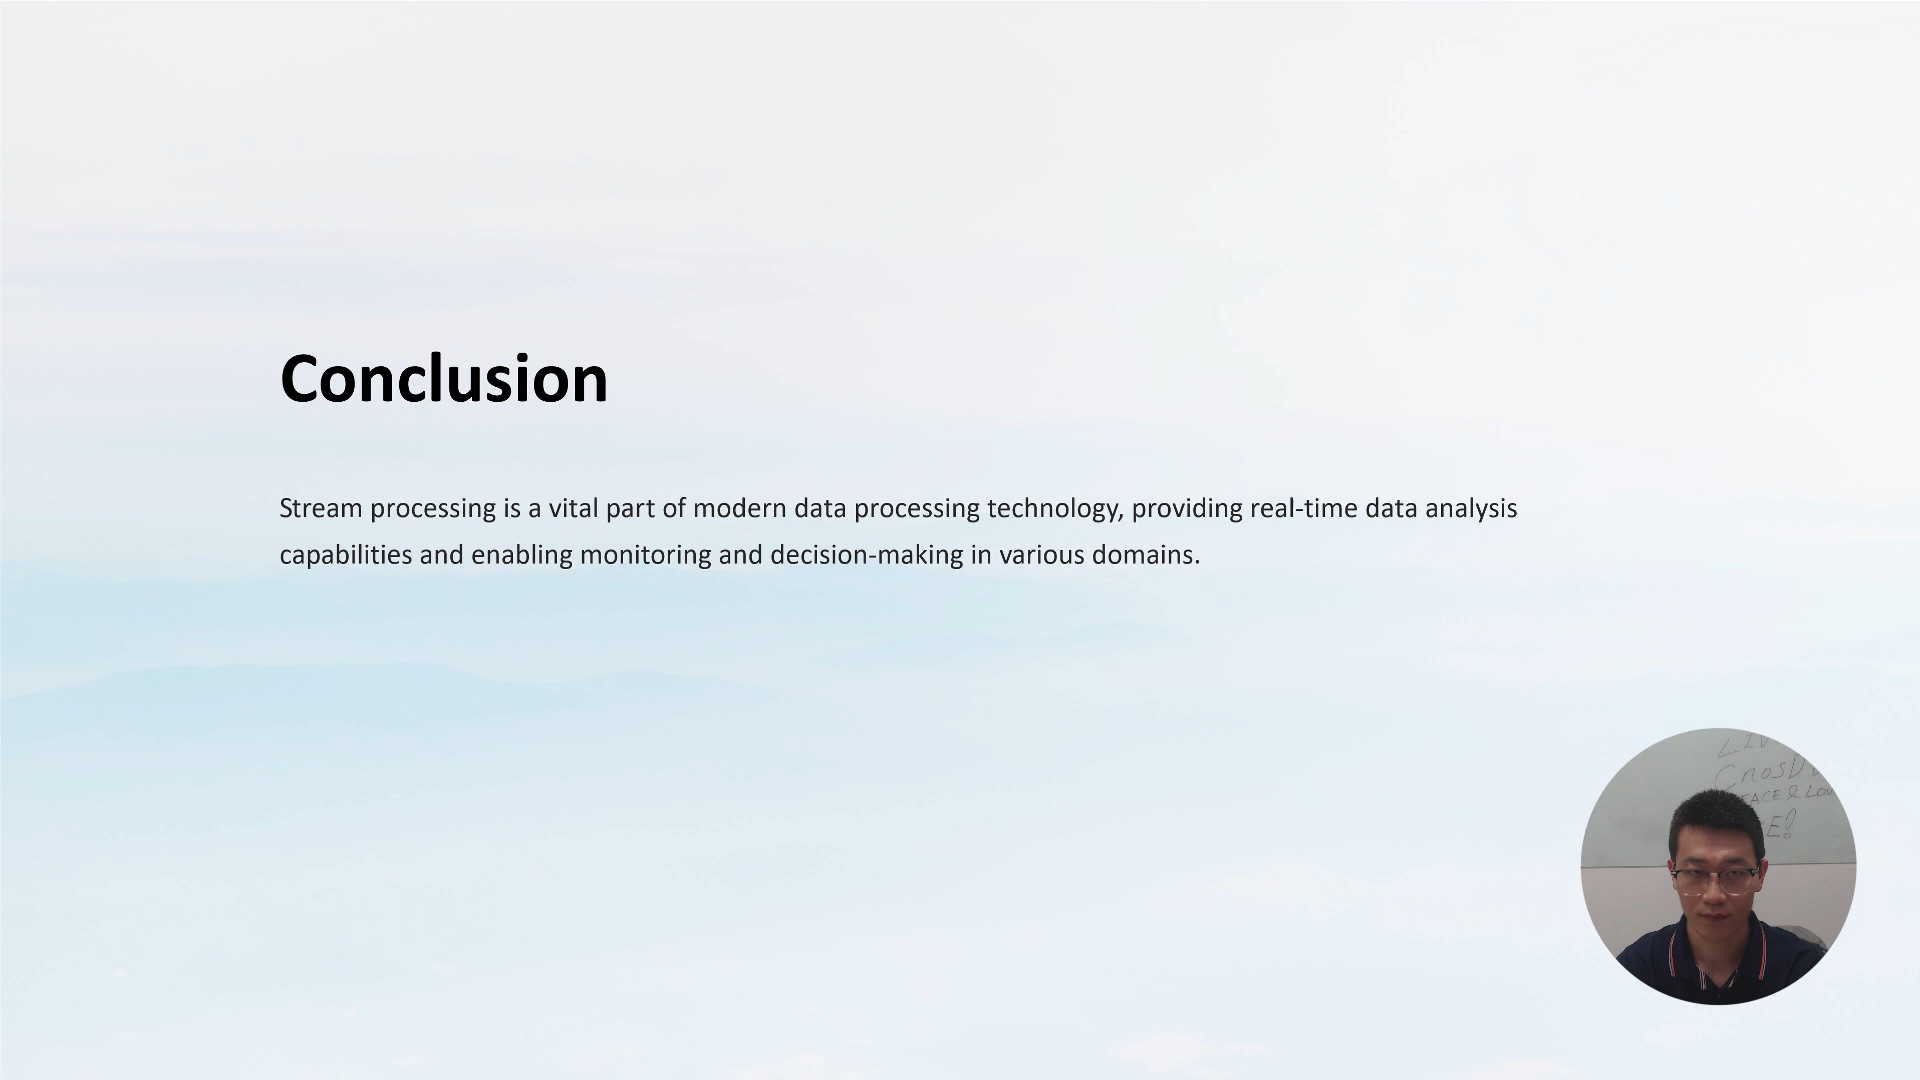 Conclusion
Stream processing is a vital part of modern data processing technology, providing real-time data analysis
capabilities and enabling monitoring and decision-making in various domains.
CnosD